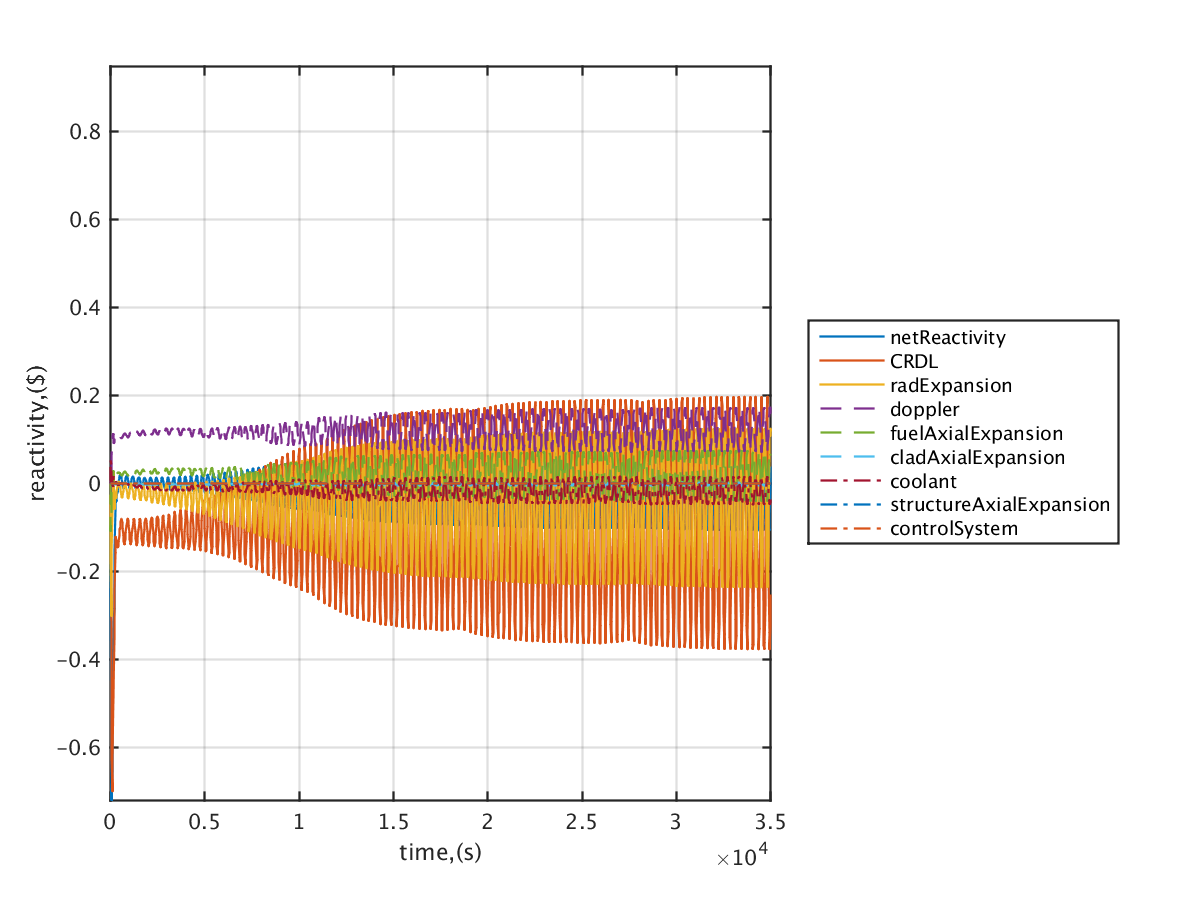 0.8
0.6
0.4
0.2
0
-0.2
-0.4
-0.6
reactivity,($)
0 0.5 1 1.5 2 2.5 3 3.5
time,(s)
×10^4
netReactivity
CRDL
radExpansion
doppler
fuelAxialExpansion
cladAxialExpansion
coolant
structureAxialExpansion
controlSystem